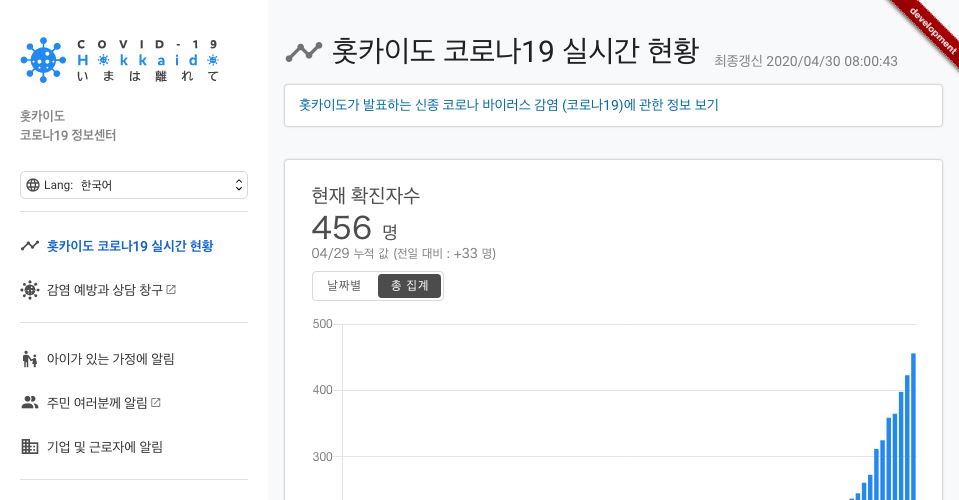 COVID-19
Hokkaido
いまは離れて
홋카이도
코로나19 정보센터
Lang: 한국어
홋카이도 코로나19 실시간 현황
감염 예방과 상담 창구
아이가 있는 가정에 알림
주민 여러분께 알림
기업 및 근로자에 알림
development
홋카이도 코로나19 실시간 현황
최종갱신 2020/04/30 08:00:43
홋카이도가 발표하는 신종 코로나 바이러스 감염 (코로나19)에 관한 정보 보기
현재 확진자수
456 명
04/29 누적 값 (전일 대비 : +33 명)
날짜별 총 집계
500
400
300